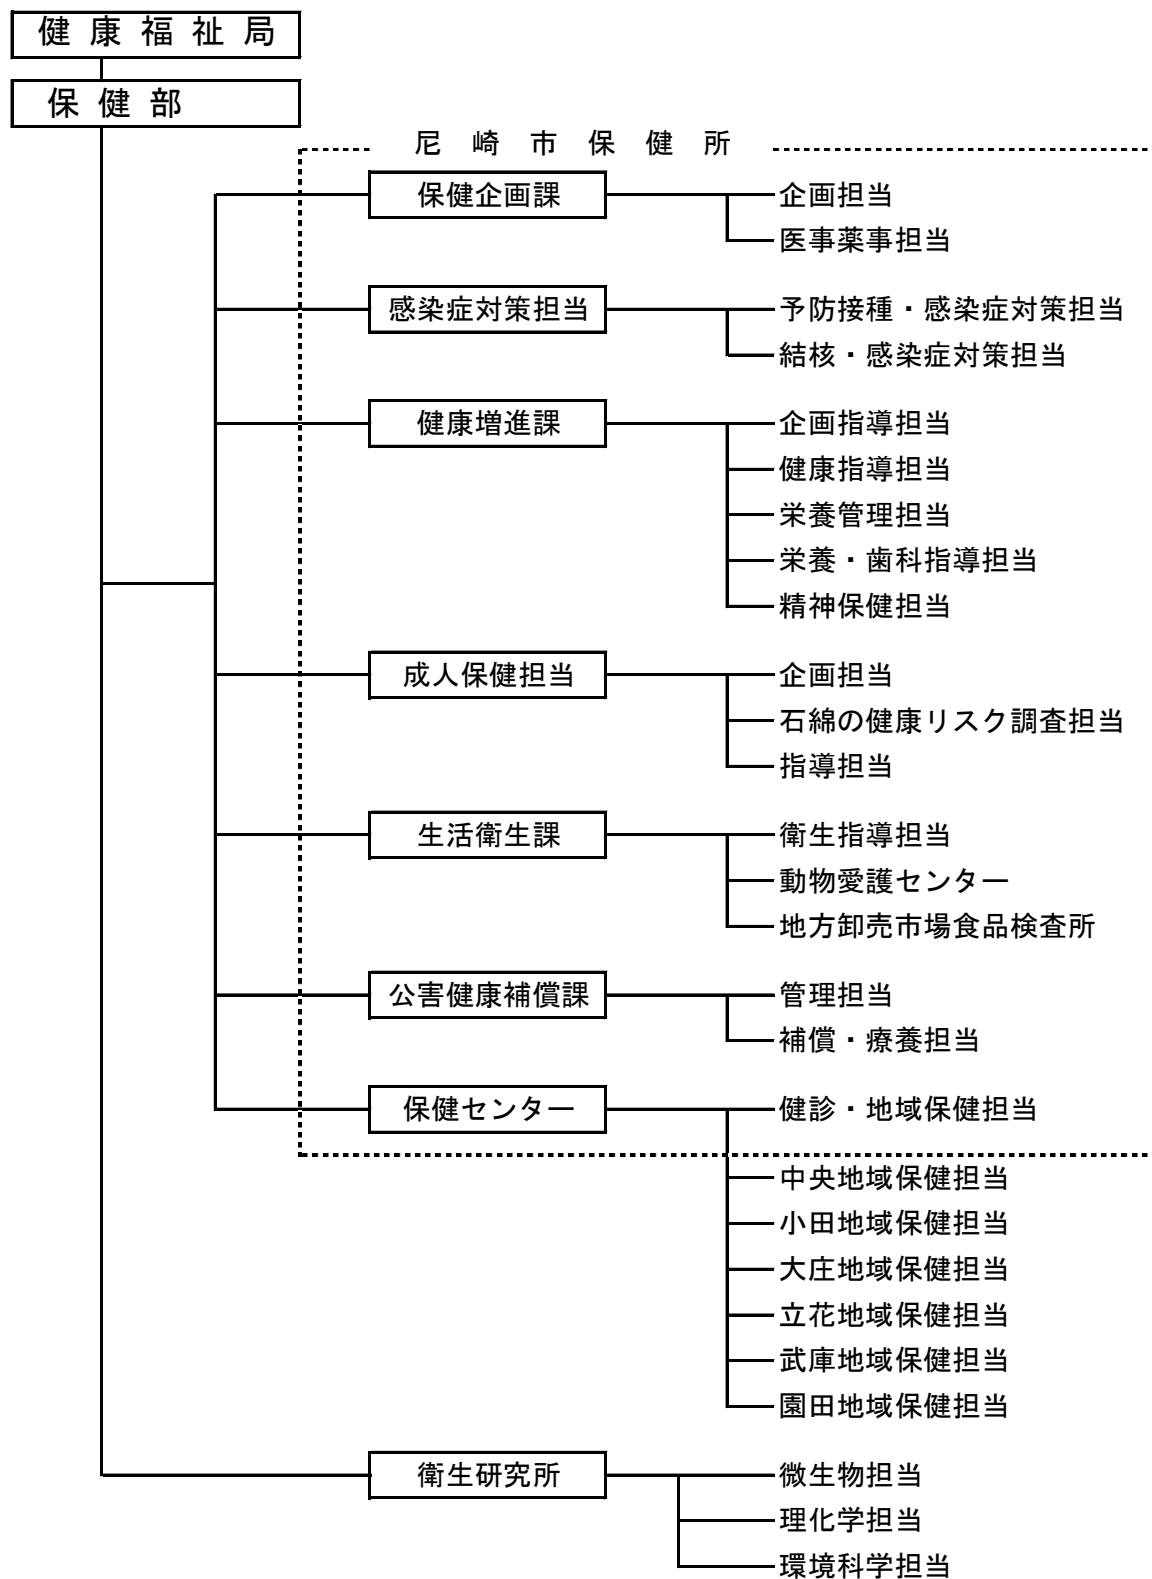 健康福祉局
保健部
尼崎市保健所
保健企画課
企画担当
医事薬事担当
感染症対策担当
予防接種・感染症対策担当
結核・感染症対策担当
健康増進課
企画指導担当
健康指導担当
栄養管理担当
栄養・歯科指導担当
精神保健担当
成人保健担当
企画担当
石綿の健康リスク調査担当
指導担当
生活衛生課
衛生指導担当
動物愛護センター
地方卸売市場食品検査所
公害健康補償課
管理担当
補償・療養担当
保健センター
健診・地域保健担当
中央地域保健担当
小田地域保健担当
大庄地域保健担当
立花地域保健担当
武庫地域保健担当
園田地域保健担当
衛生研究所
微生物担当
理化学担当
環境科学担当